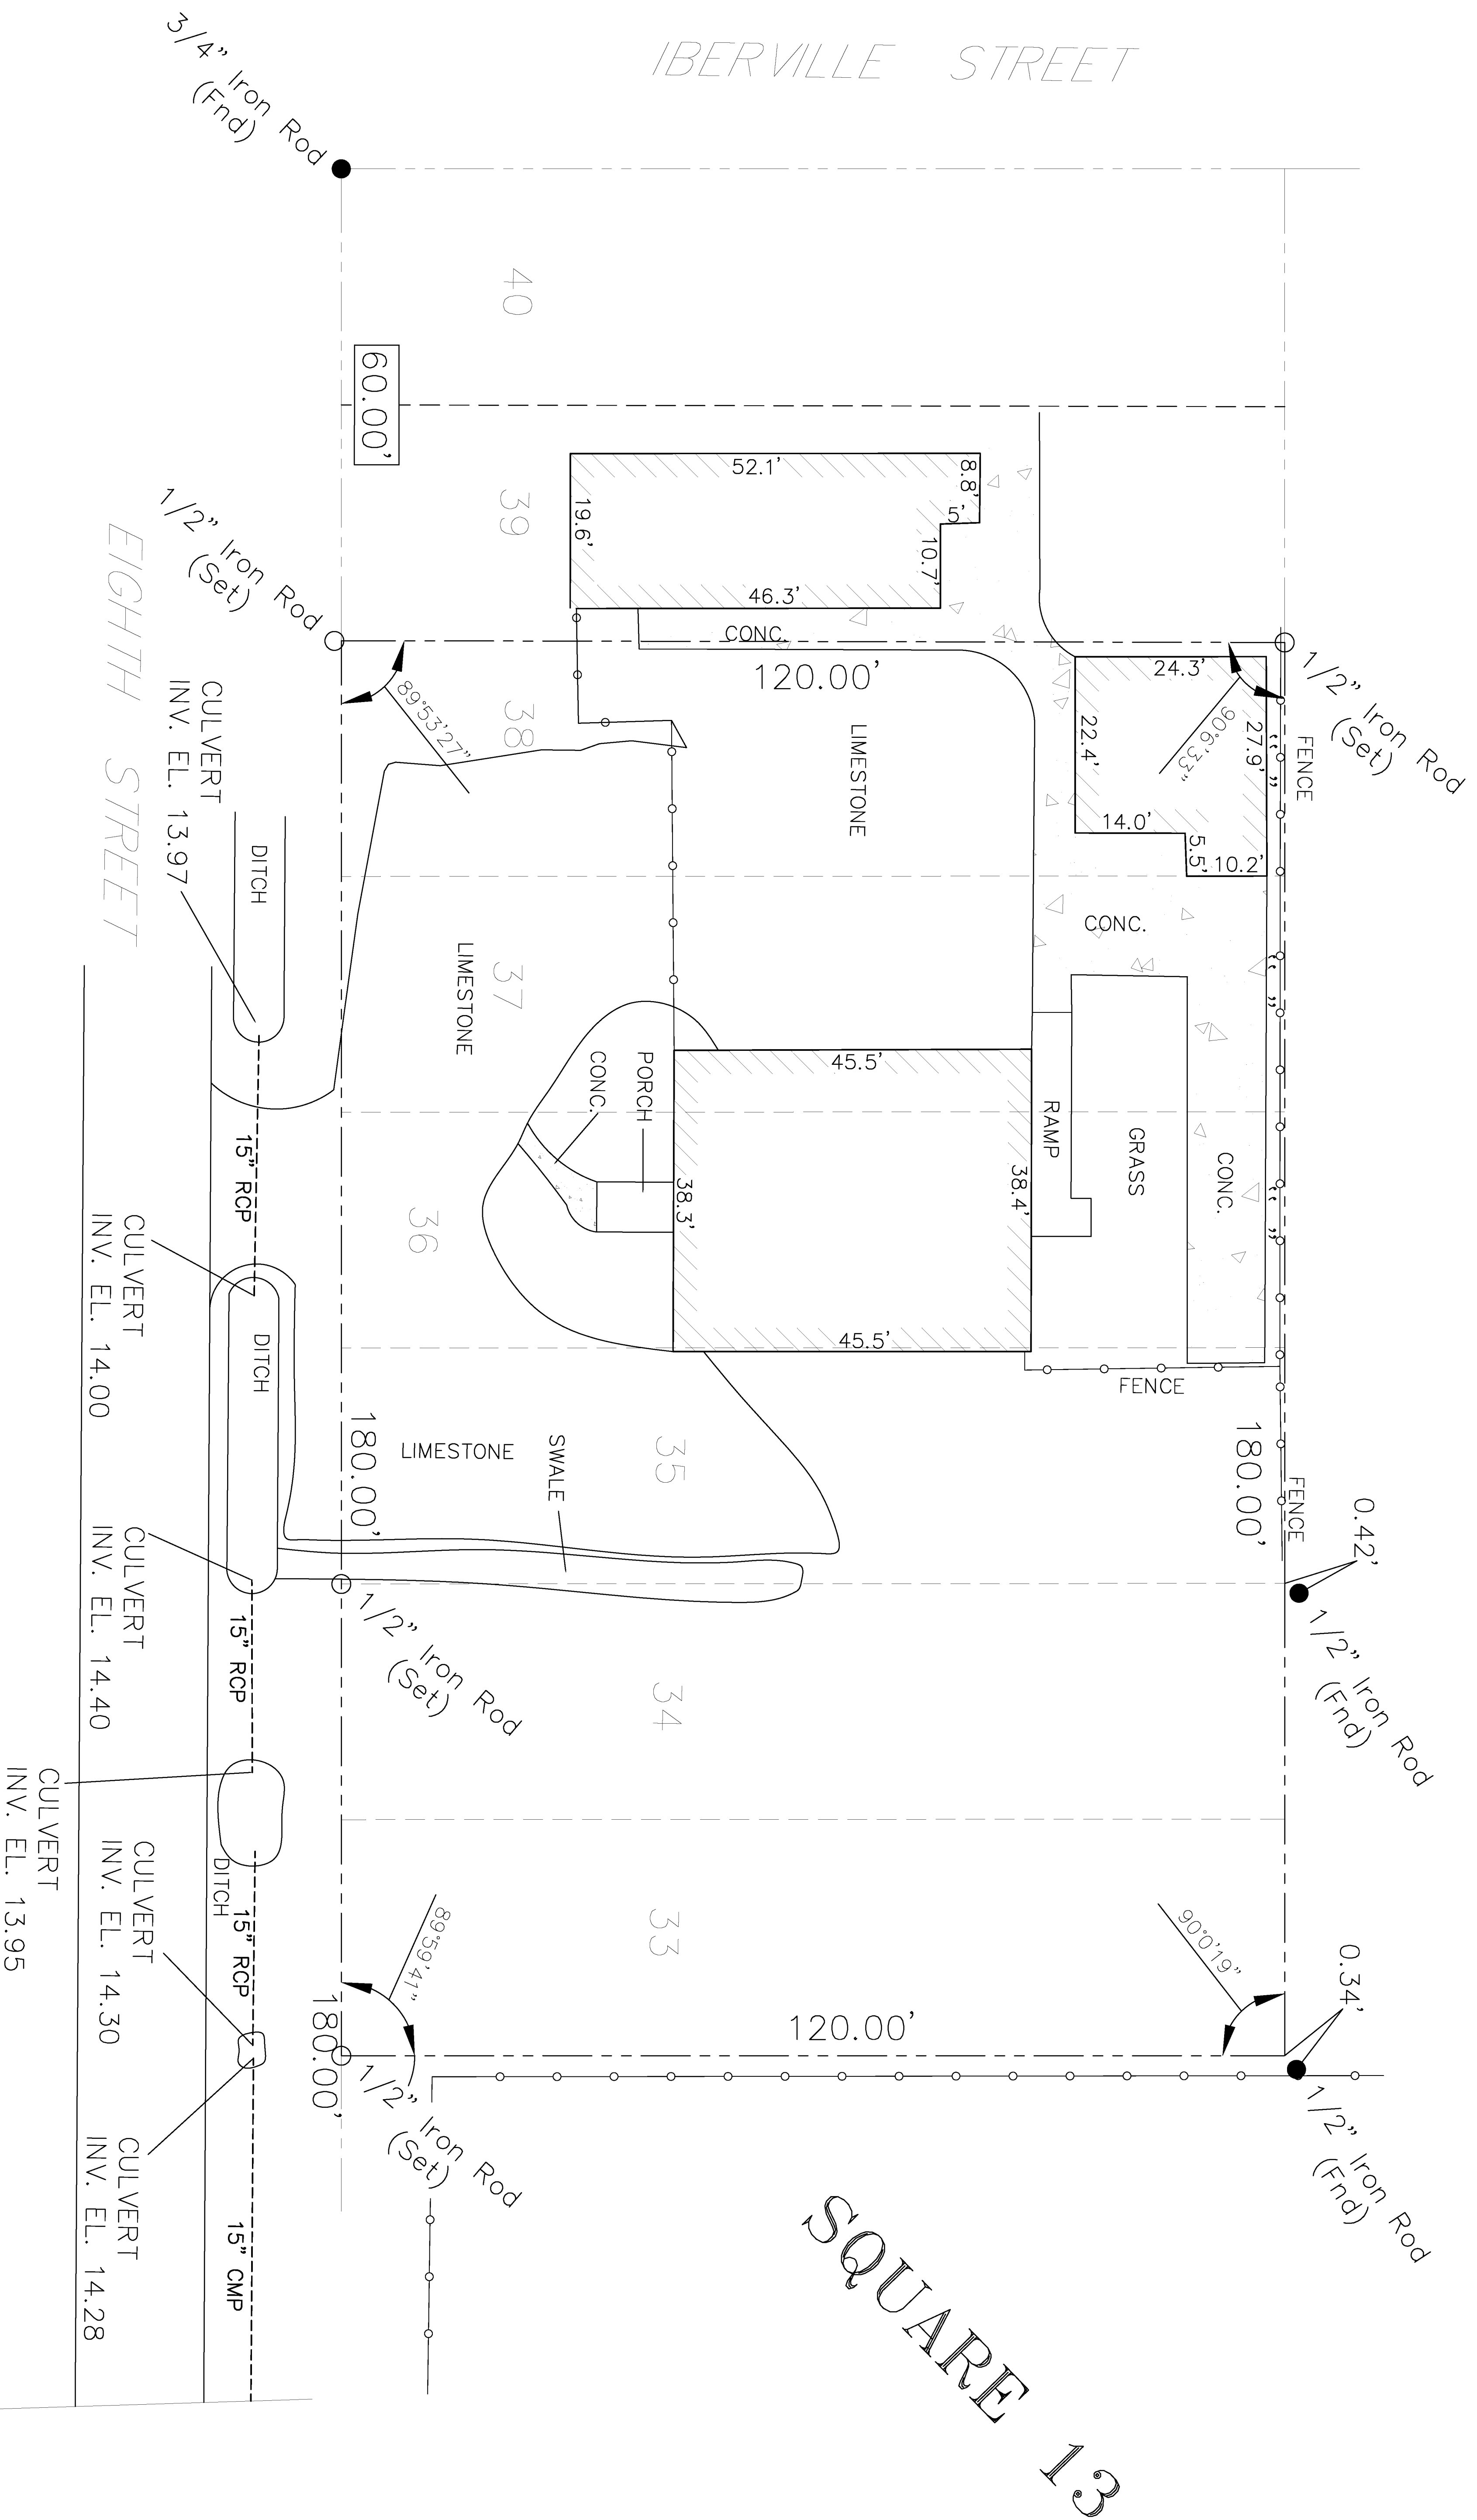 IBERVILLE STREET
3/4” Iron Rod
(Fnd)
40
60.00’
39
52.1’
8.8’
5’
10.7’
19.6’
46.3’
CONC.
1/2” Iron Rod
(Set)
EIGHTH STREET
89°53'27”
120.00’
38
LIMESTONE
24.3’
22.4’
27.9’
90°6'33”
14.0’
5.5’
10.2’
FENCE
1/2” Iron Rod
(Set)
“ ”
“ ”
“ ”
CULVERT
INV. EL. 13.97
DITCH
37
LIMESTONE
CONC.
45.5’
PORCH
CONC.
RAMP
GRASS
CONC.
38.3’
38.4’
36
15” RCP
CULVERT
INV. EL. 14.00
DITCH
45.5’
FENCE
180.00’
LIMESTONE
SWALE
35
180.00’
FENCE
0.42’
1/2” Iron Rod
(Fnd)
CULVERT
INV. EL. 14.40
15” RCP
1/2” Iron Rod
(Set)
34
CULVERT
INV. EL. 13.95
CULVERT
INV. EL. 14.30
DITCH
15” RCP
33
89°59'41”
90°0'19”
120.00’
0.34’
1/2” Iron Rod
(Fnd)
180.00’
1/2” Iron Rod
(Set)
CULVERT
INV. EL. 14.28
15” CMP
SQUARE 13